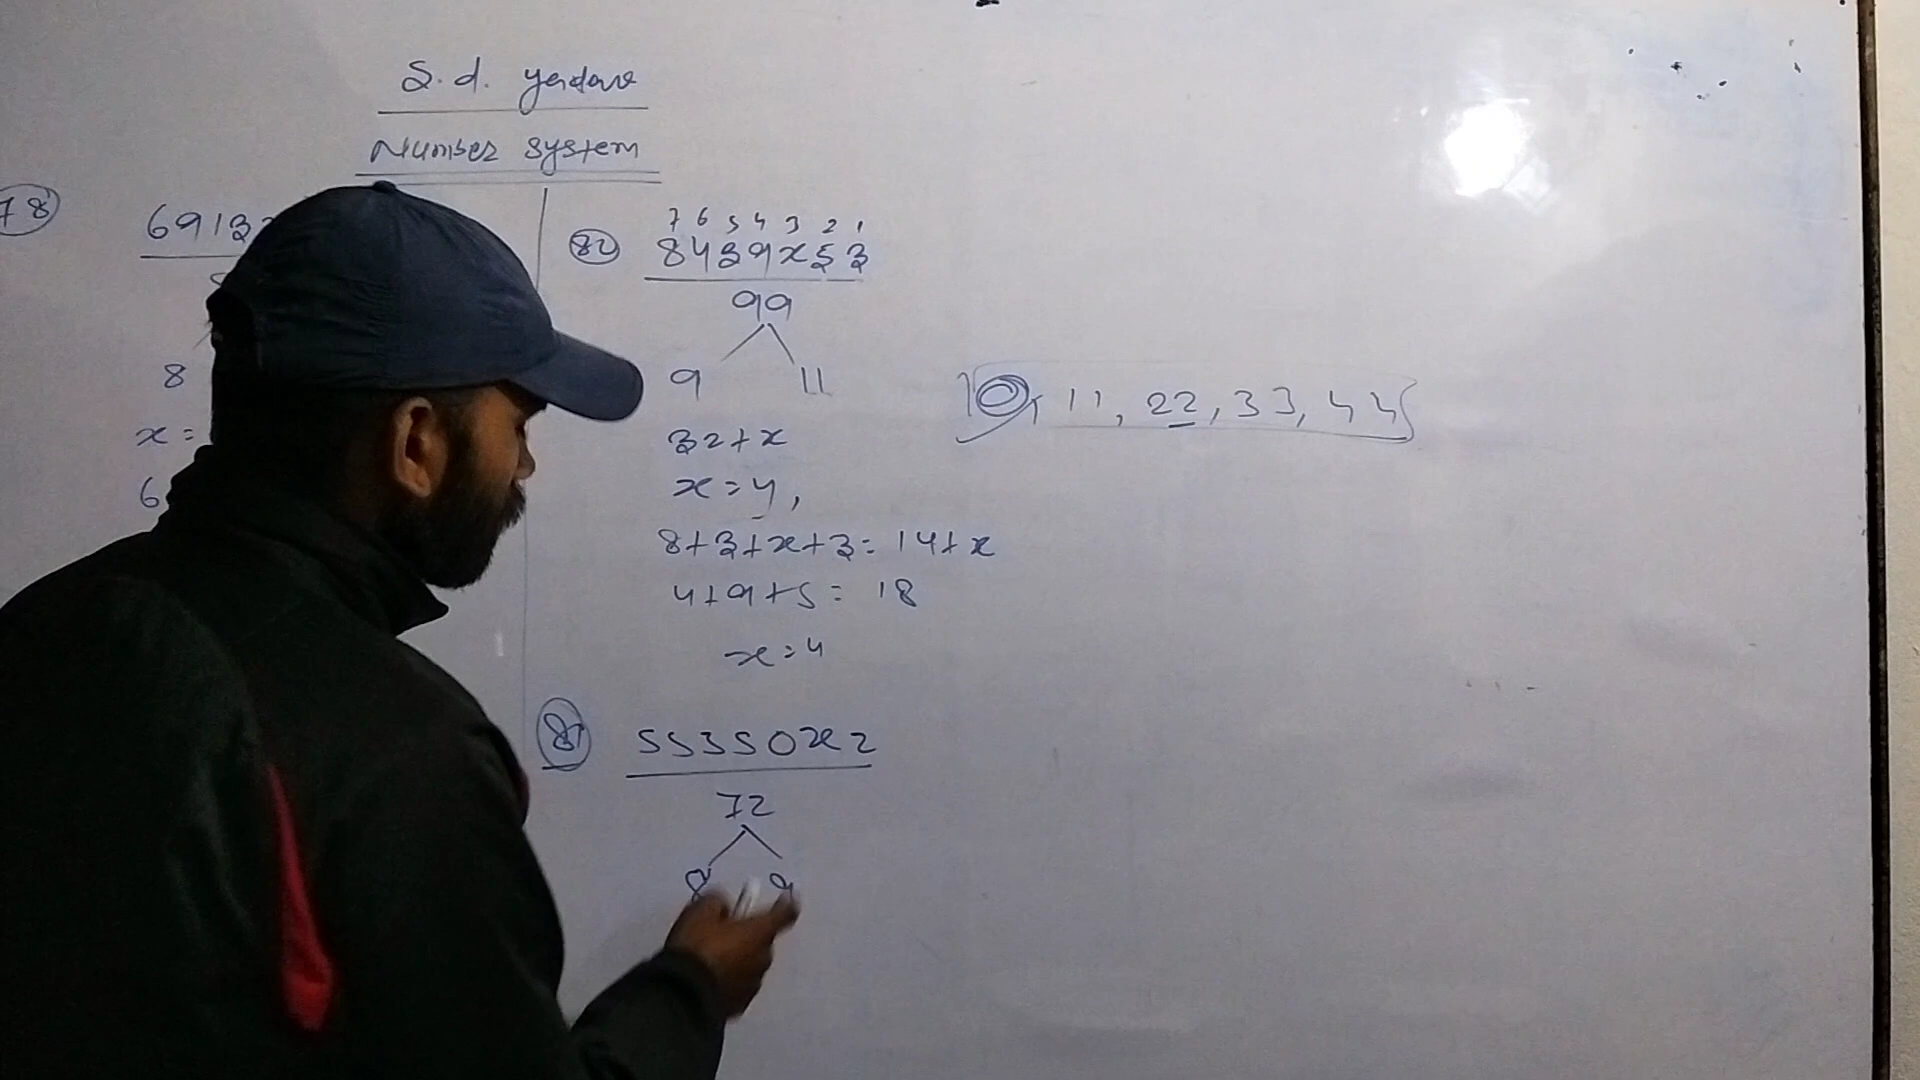 S. d. Yadav
Number system
78
6913
8
x =
6
82
7 6 5 4 3 2 1
8439x53
99
9 11
32+x
x=4,
8+3+x+3= 14+x
4+9+5= 18
x=4
0, 11, 22, 33, 44
55350x2
72
8 9